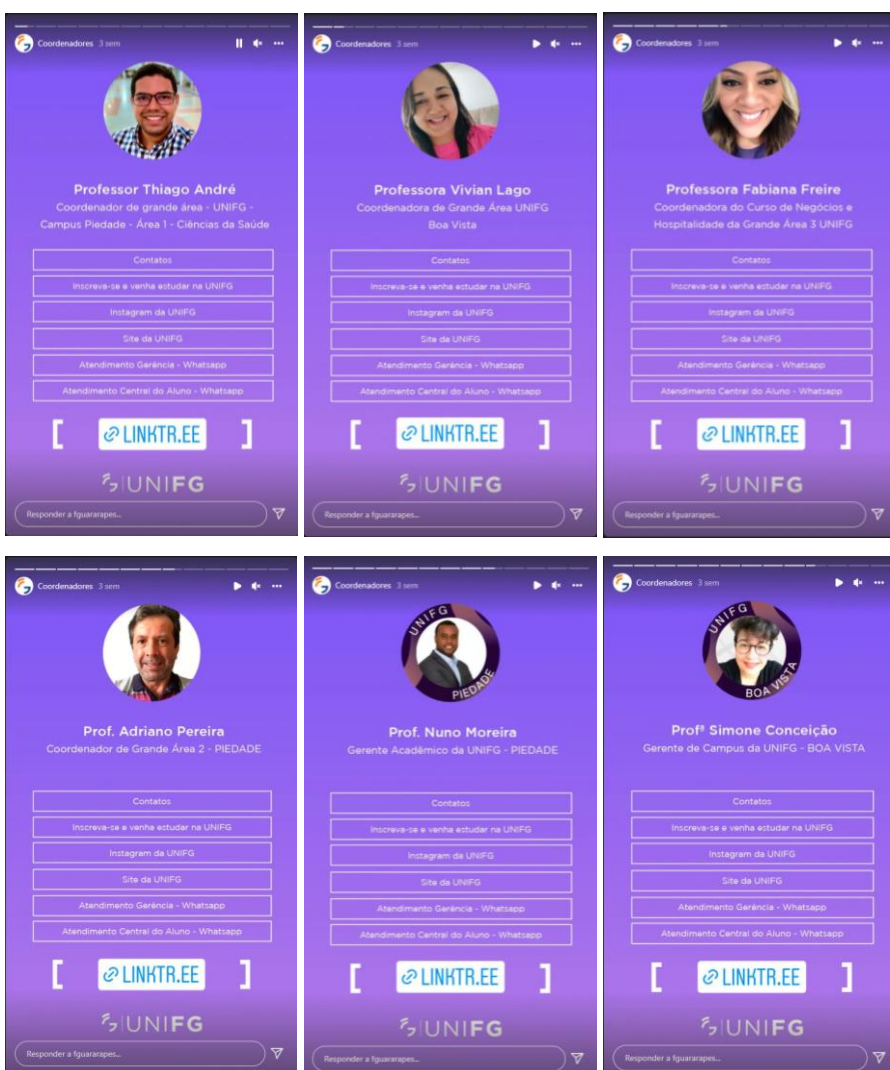 Coordenadores 3 sem
Professor Thiago André
Coordenador de grande área - UNIFG -
Campus Piedade - Área 1 - Ciências da Saúde
Contatos
Inscreva-se e venha estudar na UNIFG
Instagram da UNIFG
Site da UNIFG
Atendimento Gerência - Whatsapp
Atendimento Central do Aluno - Whatsapp
[ LINKTR.EE ]
UNIFG
Responder a fguararapes...
Coordenadores 3 sem
Professora Vivian Lago
Coordenadora de Grande Área UNIFG
Boa Vista
Contatos
Inscreva-se e venha estudar na UNIFG
Instagram da UNIFG
Site da UNIFG
Atendimento Gerência - Whatsapp
Atendimento Central do Aluno - Whatsapp
[ LINKTR.EE ]
UNIFG
Responder a fguararapes...
Coordenadores 3 sem
Professora Fabiana Freire
Coordenadora do Curso de Negócios e
Hospitalidade da Grande Área 3 UNIFG
Contatos
Inscreva-se e venha estudar na UNIFG
Instagram da UNIFG
Site da UNIFG
Atendimento Gerência - Whatsapp
Atendimento Central do Aluno - Whatsapp
[ LINKTR.EE ]
UNIFG
Responder a fguararapes...
Coordenadores 3 sem
Prof. Adriano Pereira
Coordenador de Grande Área 2 - PIEDADE
Contatos
Inscreva-se e venha estudar na UNIFG
Instagram da UNIFG
Site da UNIFG
Atendimento Gerência - Whatsapp
Atendimento Central do Aluno - Whatsapp
[ LINKTR.EE ]
UNIFG
Responder a fguararapes...
Coordenadores 3 sem
UNIFG
PIEDADE
Prof. Nuno Moreira
Gerente Acadêmico da UNIFG - PIEDADE
Contatos
Inscreva-se e venha estudar na UNIFG
Instagram da UNIFG
Site da UNIFG
Atendimento Gerência - Whatsapp
Atendimento Central do Aluno - Whatsapp
[ LINKTR.EE ]
UNIFG
Responder a fguararapes...
Coordenadores 3 sem
UNIFG
BOA VISTA
Profª Simone Conceição
Gerente de Campus da UNIFG - BOA VISTA
Contatos
Inscreva-se e venha estudar na UNIFG
Instagram da UNIFG
Site da UNIFG
Atendimento Gerência - Whatsapp
Atendimento Central do Aluno - Whatsapp
[ LINKTR.EE ]
UNIFG
Responder a fguararapes...